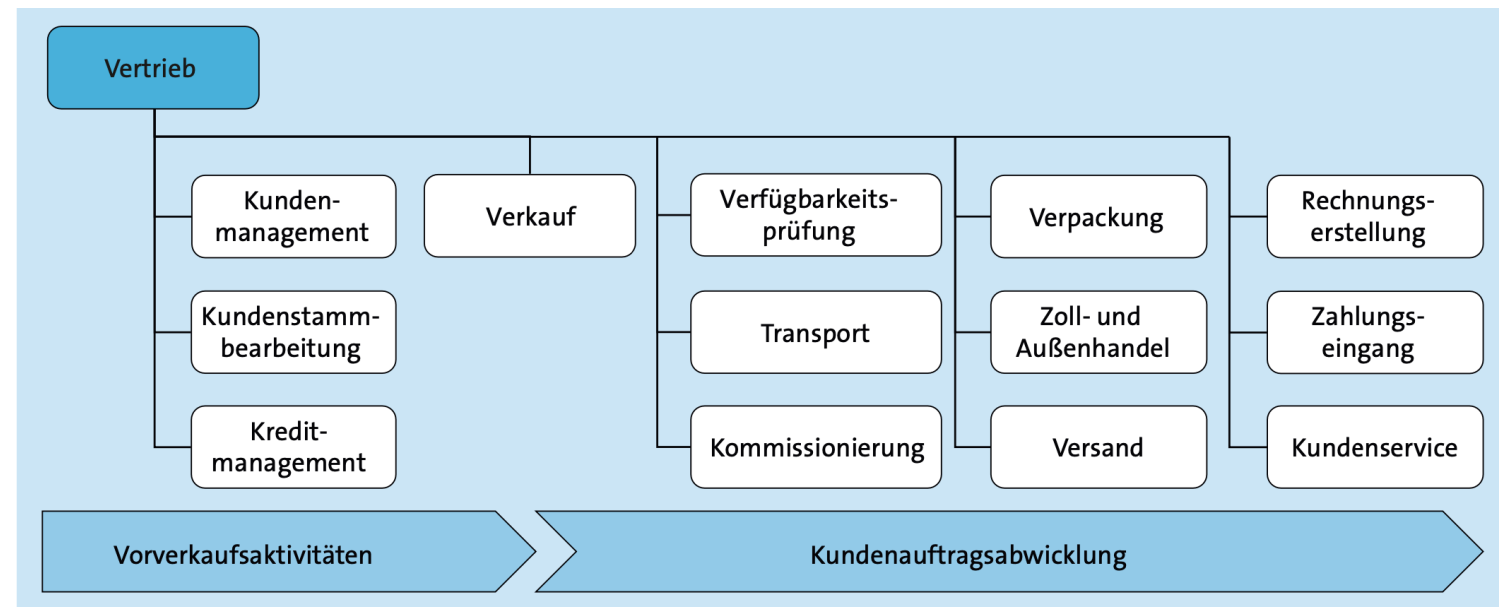 Vertrieb
Kunden-
management
Kundenstamm-
bearbeitung
Kredit-
management
Verkauf
Verfügbarkeits-
prüfung
Transport
Kommissionierung
Verpackung
Zoll- und
Außenhandel
Versand
Rechnungs-
erstellung
Zahlungs-
eingang
Kundenservice
Vorverkaufsaktivitäten
Kundenauftragsabwicklung